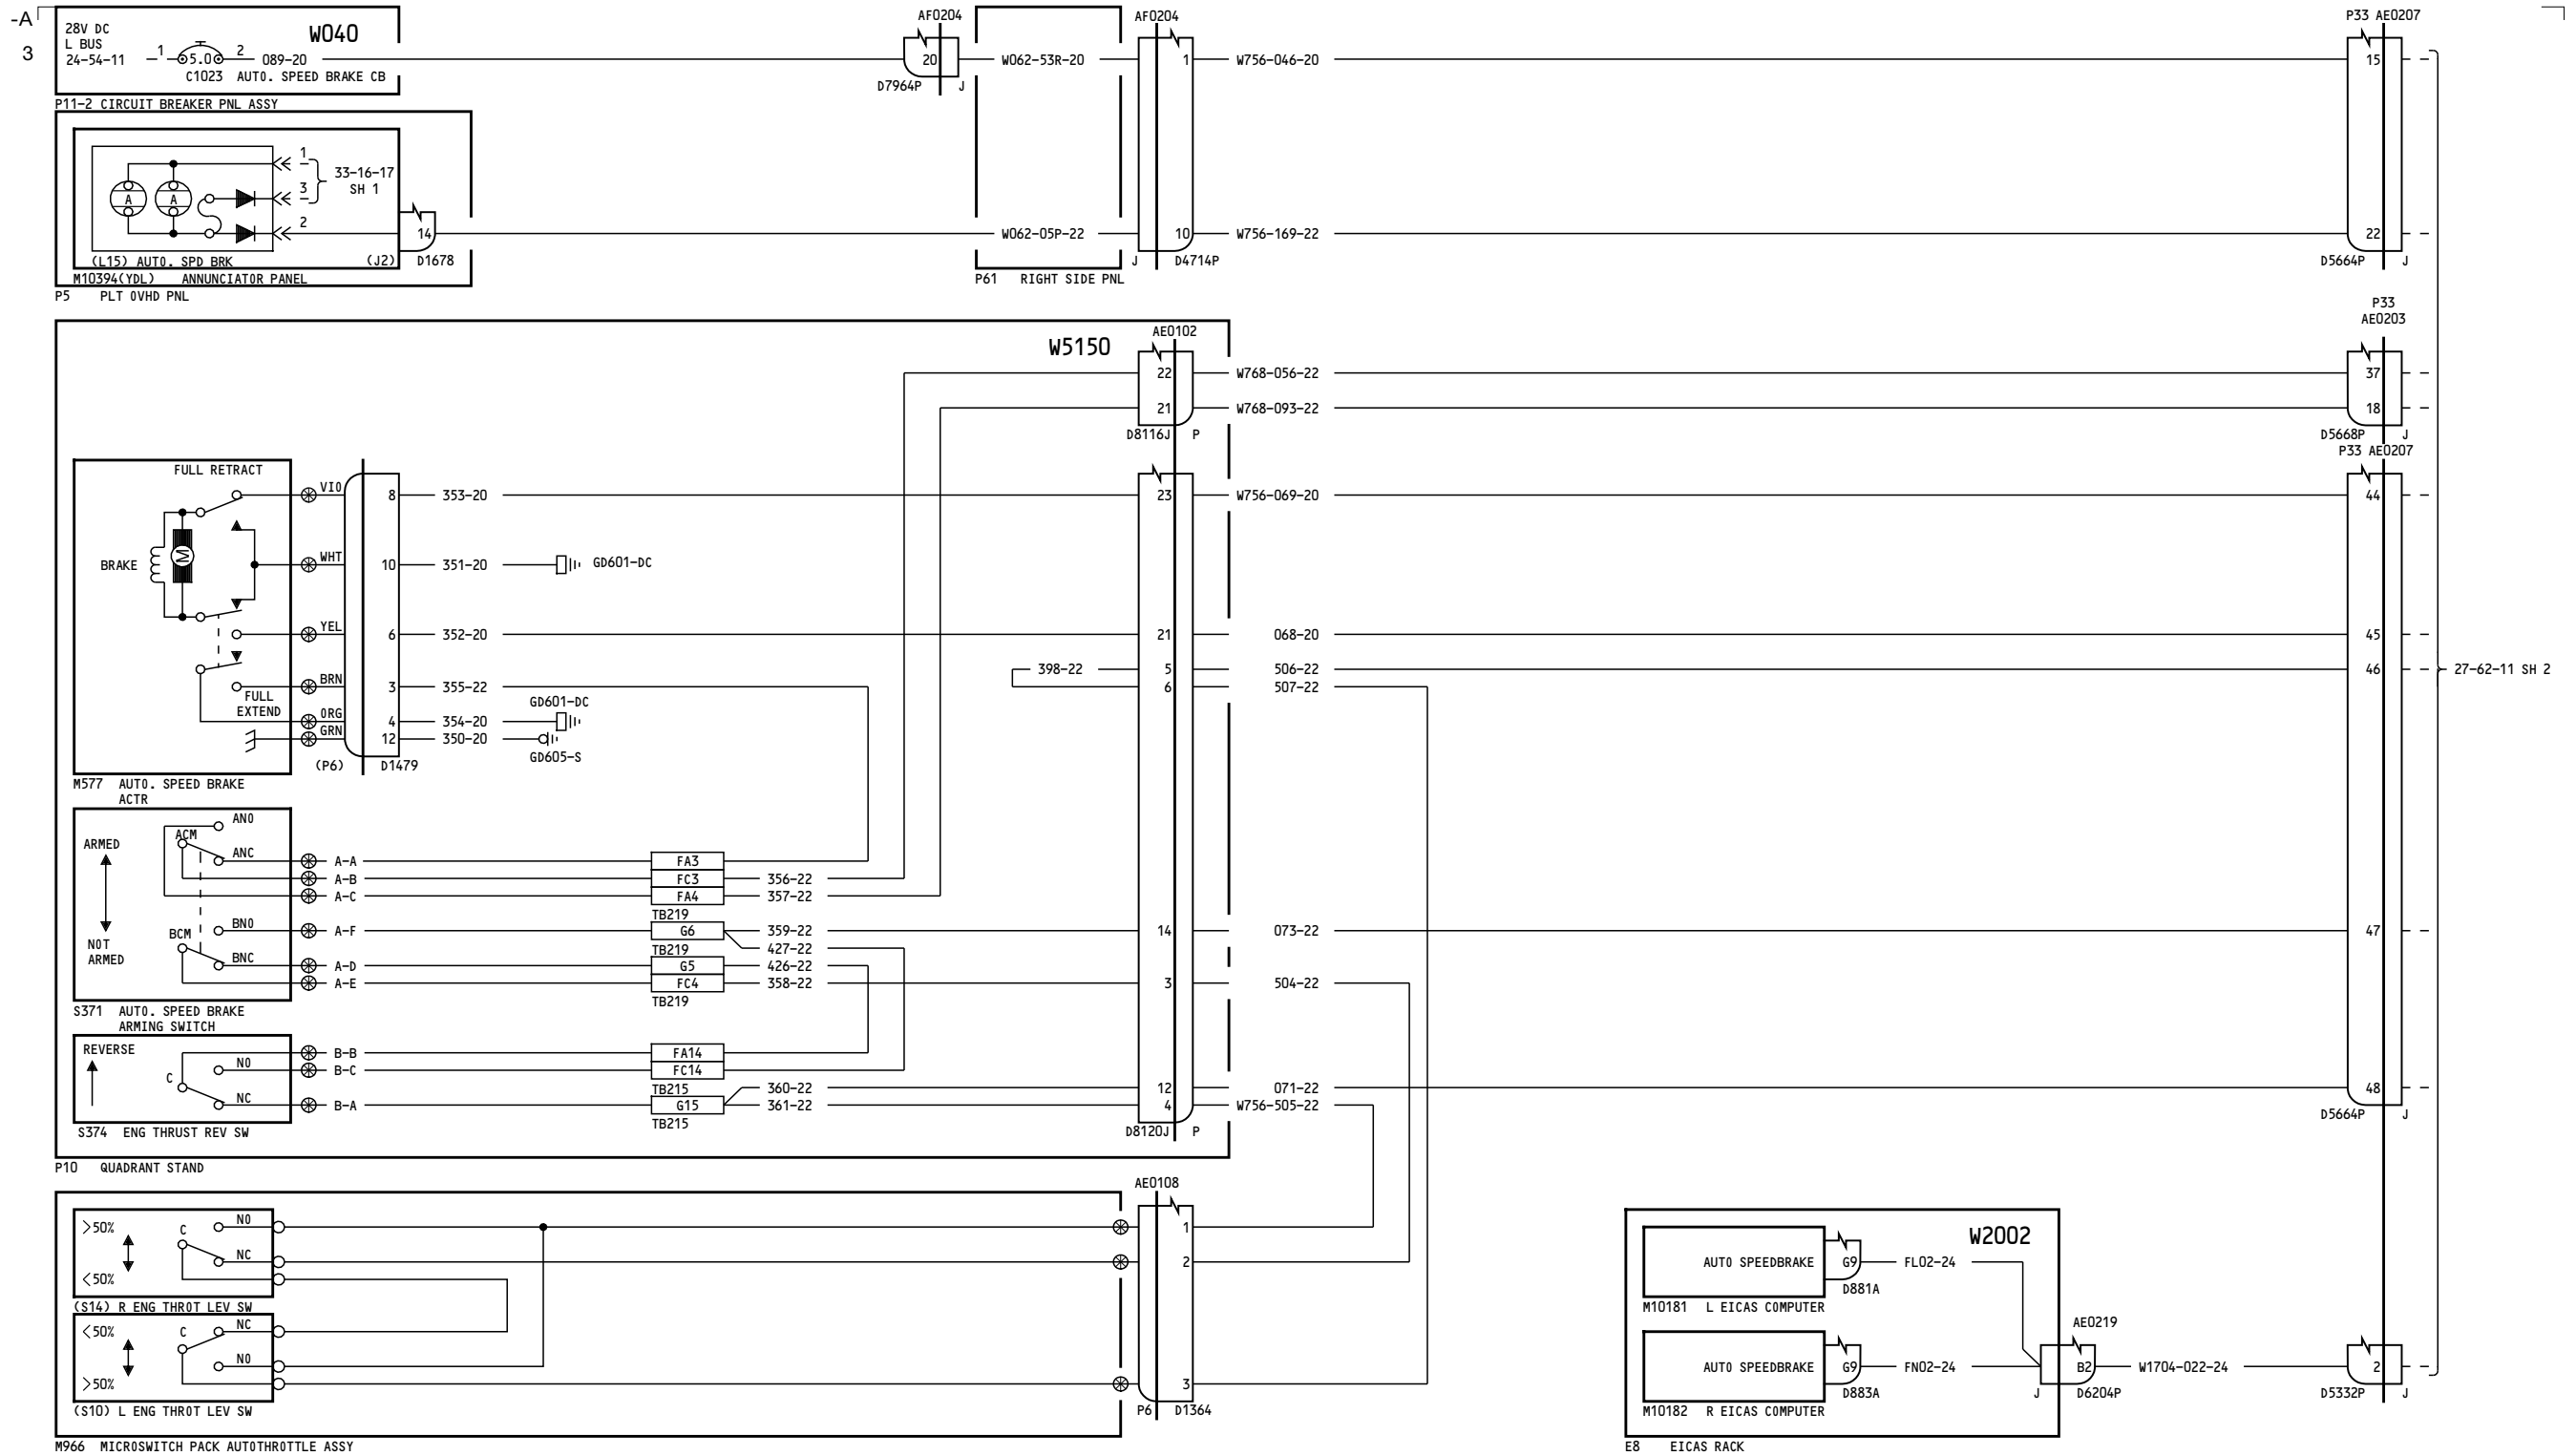 -A
3
28V DC
L BUS
24-54-11
1
5.0
2
089-20
W040
C1023 AUTO. SPEED BRAKE CB
P11-2 CIRCUIT BREAKER PNL ASSY
AF0204
20
D7964P J
W062-53R-20
AF0204
1
W756-046-20
P33 AE0207
15
A
A
1
3
2
33-16-17
SH 1
14
(L15) AUTO. SPD BRK
(J2)
D1678
M10394(YDL) ANNUNCIATOR PANEL
P5 PLT OVHD PNL
W062-05P-22
10
W756-169-22
22
J D4714P
P61 RIGHT SIDE PNL
D5664P J
P33
AE0203
W5150
AE0102
22
W768-056-22
37
21
W768-093-22
18
D8116J P
D5668P J
P33 AE0207
FULL RETRACT
BRAKE
M
VIO
8
353-20
23
W756-069-20
44
WHT
10
351-20
GD601-DC
YEL
6
352-20
21
068-20
45
398-22
5
506-22
46
6
507-22
27-62-11 SH 2
BRN
3
355-22
FULL
EXTEND
GD601-DC
ORG
4
354-20
GRN
12
350-20
GD605-S
(P6) D1479
M577 AUTO. SPEED BRAKE
ACTR
ARMED
NOT
ARMED
ANO
ACM
ANC
A-A
FA3
A-B
FC3
356-22
A-C
FA4
357-22
TB219
BNO
A-F
G6
359-22
14
073-22
47
BCM
TB219
427-22
BNC
A-D
G5
426-22
A-E
FC4
358-22
3
504-22
TB219
S371 AUTO. SPEED BRAKE
ARMING SWITCH
REVERSE
B-B
FA14
NO
B-C
FC14
C
TB215
360-22
12
071-22
48
NC
B-A
G15
361-22
4
W756-505-22
TB215
D8120J P
D5664P J
S374 ENG THRUST REV SW
P10 QUADRANT STAND
AE0108
>50%
C
NO
1
NC
2
<50%
(S14) R ENG THROT LEV SW
<50%
C
NC
NO
>50%
3
(S10) L ENG THROT LEV SW
P6 D1364
M966 MICROSWITCH PACK AUTOTHROTTLE ASSY
W2002
AUTO SPEEDBRAKE
G9
FL02-24
D881A
M10181 L EICAS COMPUTER
AE0219
AUTO SPEEDBRAKE
G9
FN02-24
B2
W1704-022-24
2
D883A
J D6204P
D5332P J
M10182 R EICAS COMPUTER
E8 EICAS RACK